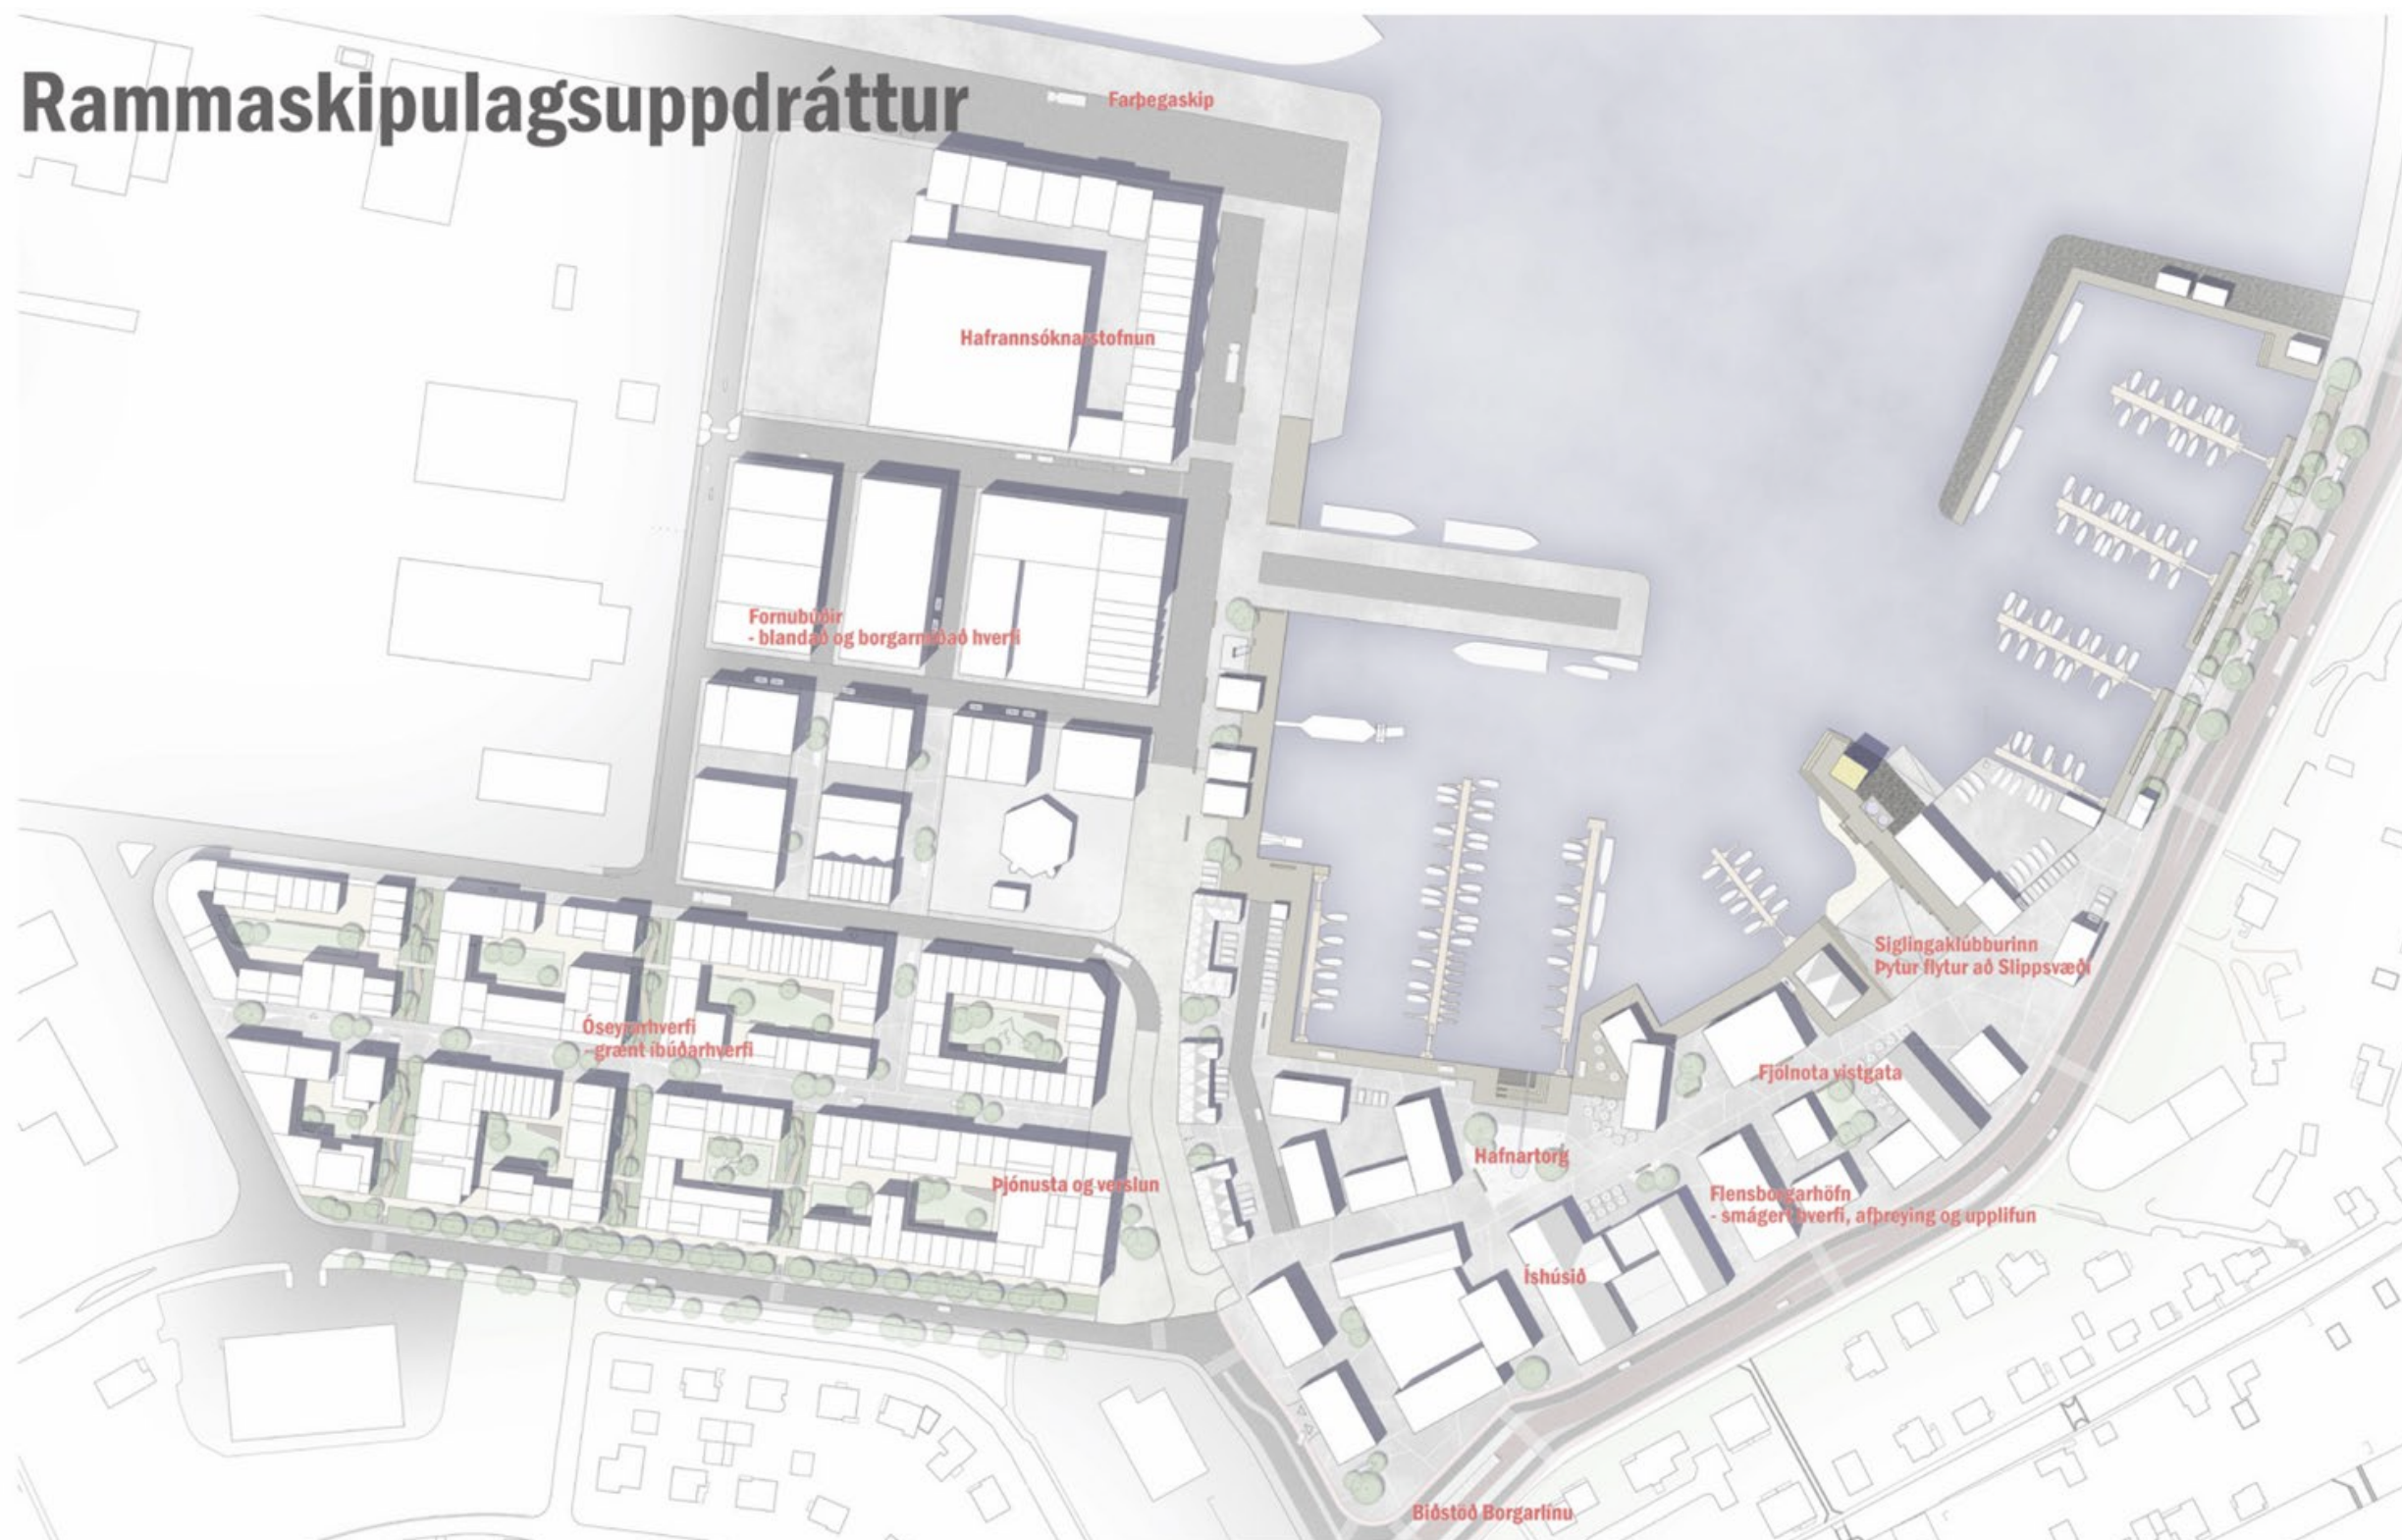 Rammaskipulagsuppdráttur
Farþegaskip
Hafrannsóknarstofnun
Fornubúðir
- blandað og borgarmiðað hverfi
Siglingaklúbburinn
Þytur flytur að Slippsvæði
Óseyrarhverfi
- grænt íbúðarhverfi
Fjölnota vistgata
Hafnartorg
Þjónusta og verslun
Flensborgarhöfn
- smágert hverfi, afþreying og upplifun
Íshúsið
Biðstöð Borgarlínu